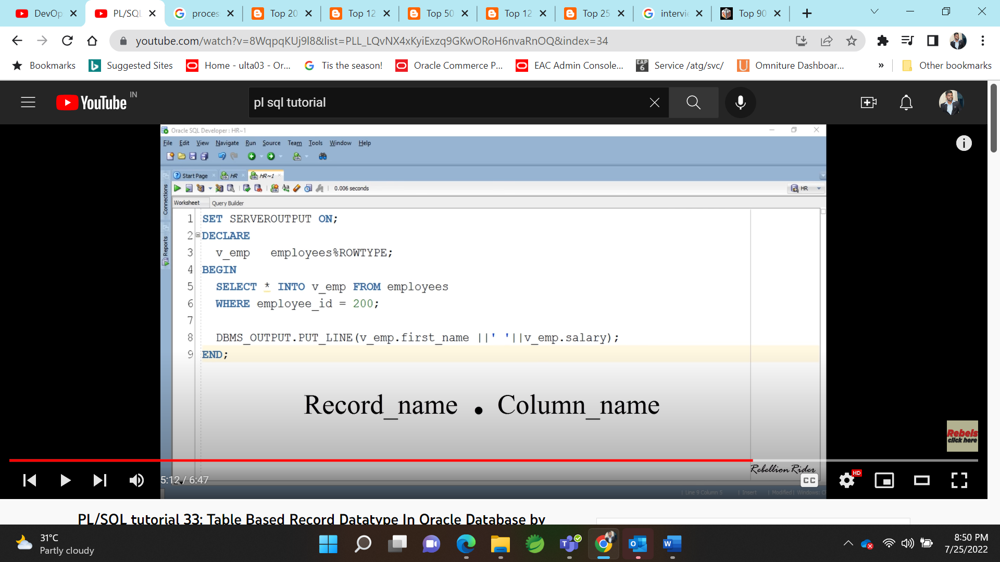 DevOp
PL/SQL
proces
Top 20
Top 12
Top 50
Top 12
Top 25
intervie
Top 90
youtube.com/watch?v=8WqpqKUj9l8&list=PLL_LQvNX4xKyiExzq9GKwORoH6nvaRnOQ&index=34
Bookmarks
Suggested Sites
Home - ulta03 - Or...
Tis the season!
Oracle Commerce P...
EAC Admin Console...
EAP 6
Service /atg/svc/
Omniture Dashboar...
»
Other bookmarks
YouTube IN
pl sql tutorial
Oracle SQL Developer : HR~1
File Edit View Navigate Run Source Team Tools Window Help
Start Page
HR
HR~1
0.006 seconds
HR
Connections
Reports
Worksheet
Query Builder
1 SET SERVEROUTPUT ON;
2 DECLARE
3 v_emp employees%ROWTYPE;
4 BEGIN
5 SELECT * INTO v_emp FROM employees
6 WHERE employee_id = 200;
7
8 DBMS_OUTPUT.PUT_LINE(v_emp.first_name ||' '||v_emp.salary);
9 END;
Record_name . Column_name
Rebels
click here
Rebellion Rider
5:12 / 6:47
CC
HD
Line 9 Column 5
Insert
Modified
Windows:
PL/SQL tutorial 33: Table Based Record Datatype In Oracle Database by
31°C
Partly cloudy
8:50 PM
7/25/2022